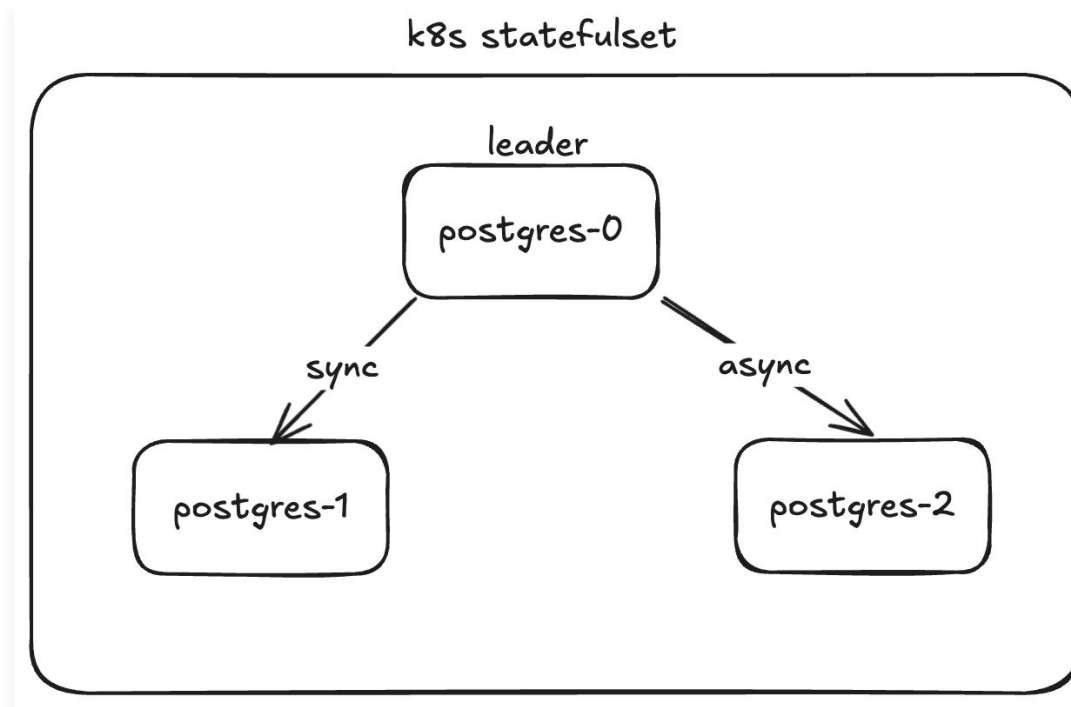 k8s statefulset
leader
postgres-0
sync
async
postgres-1
postgres-2